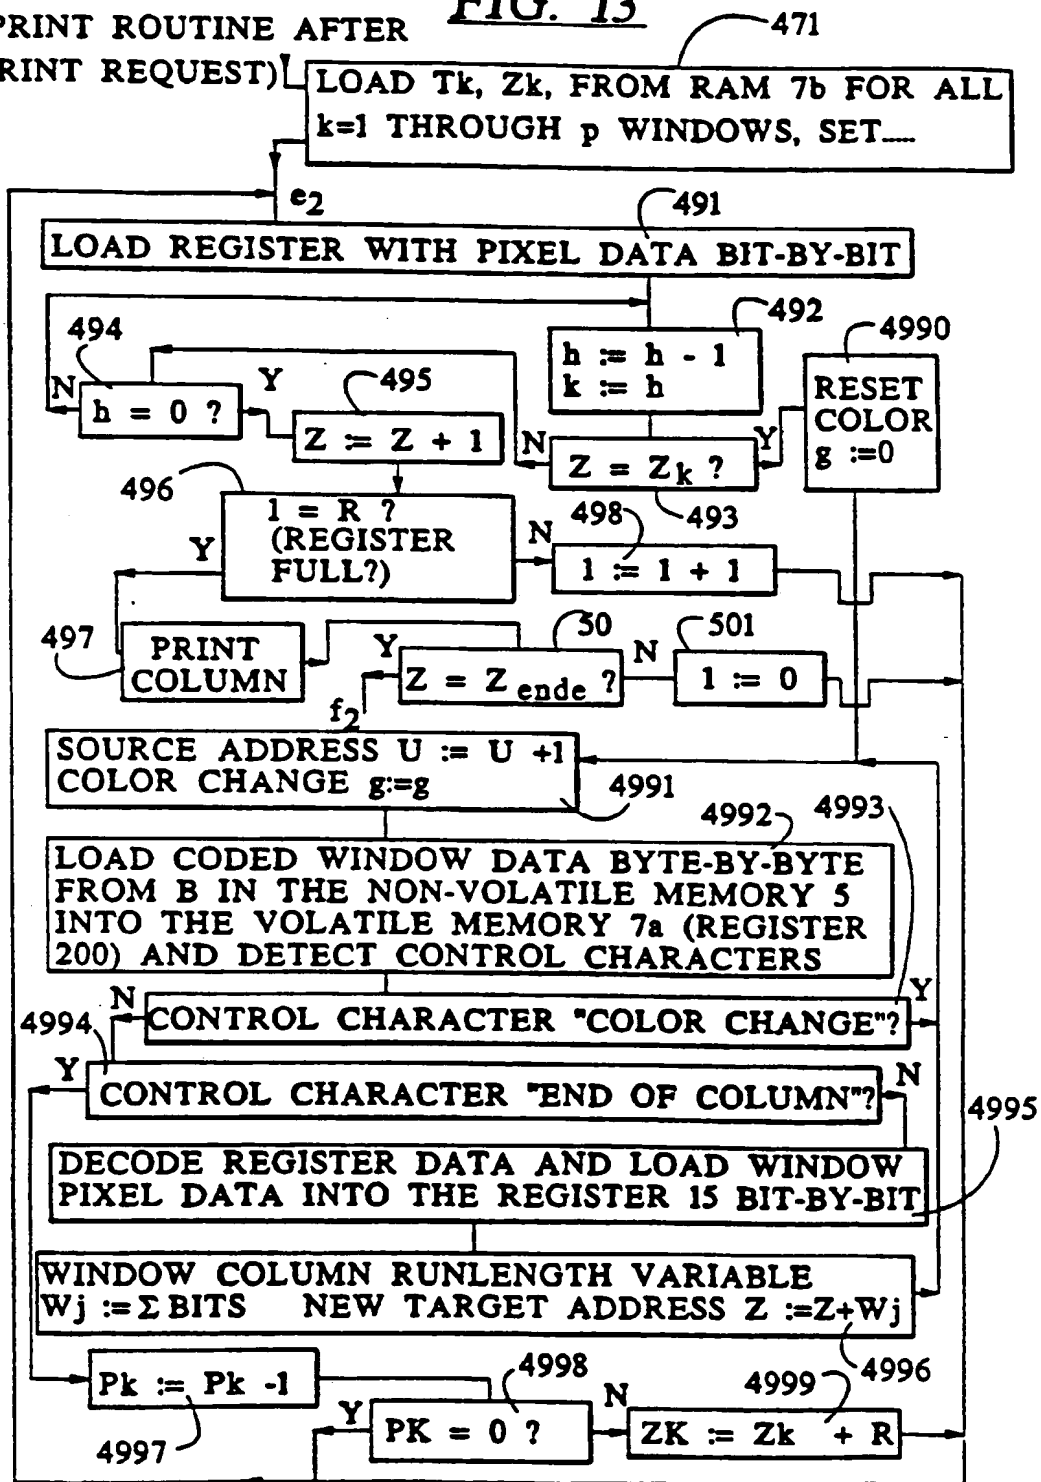 FIG. 13
PRINT ROUTINE AFTER
RINT REQUEST)
471
LOAD Tk, Zk, FROM RAM 7b FOR ALL
k=1 THROUGH p WINDOWS, SET.....
e2
491
LOAD REGISTER WITH PIXEL DATA BIT-BY-BIT
492
h := h - 1
k := h
4990
RESET
COLOR
g :=0
494
N
h = 0 ?
Y
495
Z := Z + 1
N
Z = Zk ?
Y
493
496
1 = R ?
(REGISTER
FULL?)
Y
N
498
1 := 1 + 1
497
PRINT
COLUMN
50
Y
Z = Z ende ?
N
f2
501
1 := 0
SOURCE ADDRESS U := U +1
COLOR CHANGE g:=g
4991
4992
4993
LOAD CODED WINDOW DATA BYTE-BY-BYTE
FROM B IN THE NON-VOLATILE MEMORY 5
INTO THE VOLATILE MEMORY 7a (REGISTER
200) AND DETECT CONTROL CHARACTERS
N
CONTROL CHARACTER "COLOR CHANGE"?
Y
4994
Y
CONTROL CHARACTER "END OF COLUMN"?
N
4995
DECODE REGISTER DATA AND LOAD WINDOW
PIXEL DATA INTO THE REGISTER 15 BIT-BY-BIT
WINDOW COLUMN RUNLENGTH VARIABLE
Wj := Σ BITS NEW TARGET ADDRESS Z :=Z+Wj
4996
Pk := Pk -1
4997
4998
Y
PK = 0 ?
N
4999
ZK := Zk + R